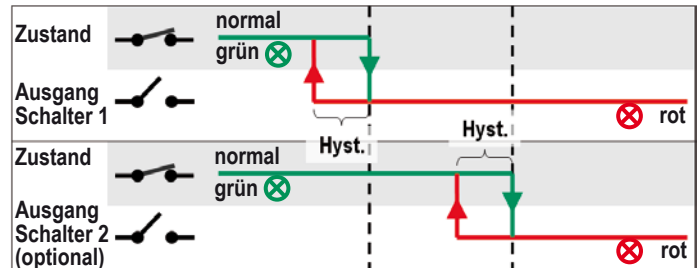 Zustand
normal
grün
Ausgang
Schalter 1
rot
Hyst.
Hyst.
Zustand
normal
grün
Ausgang
Schalter 2
(optional)
rot